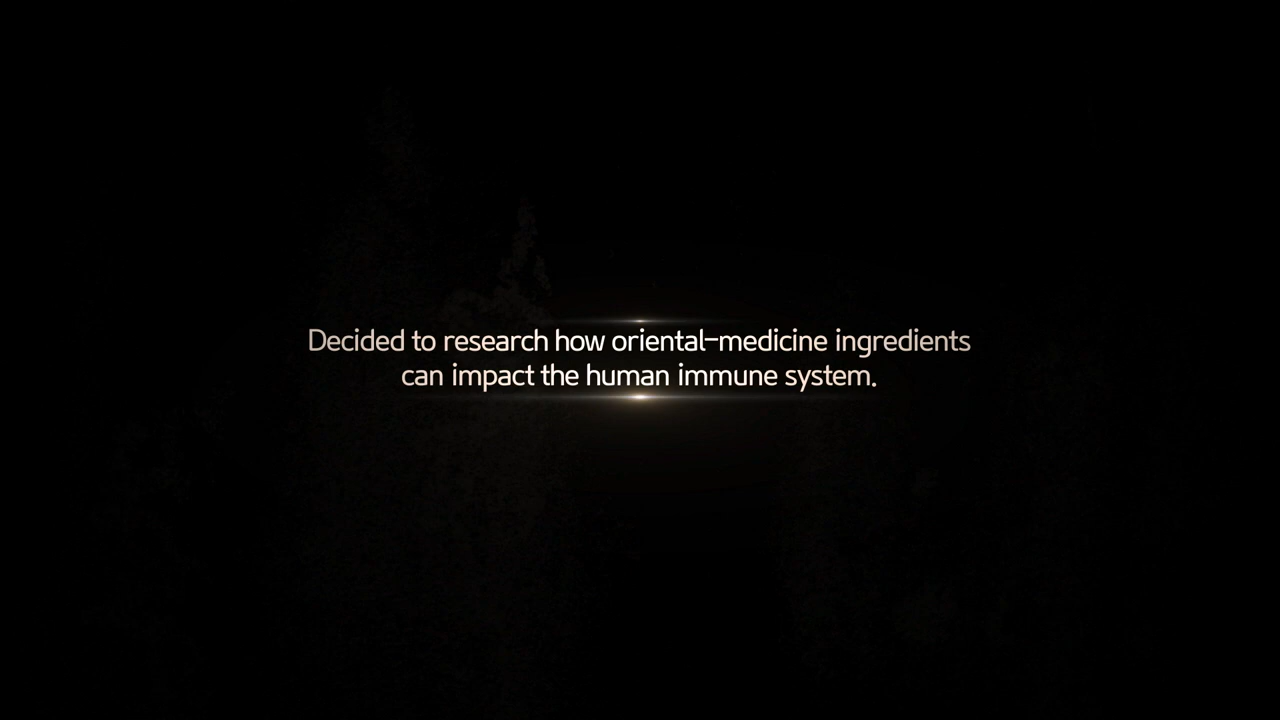 Decided to research how oriental-medicine ingredients
can impact the human immune system.